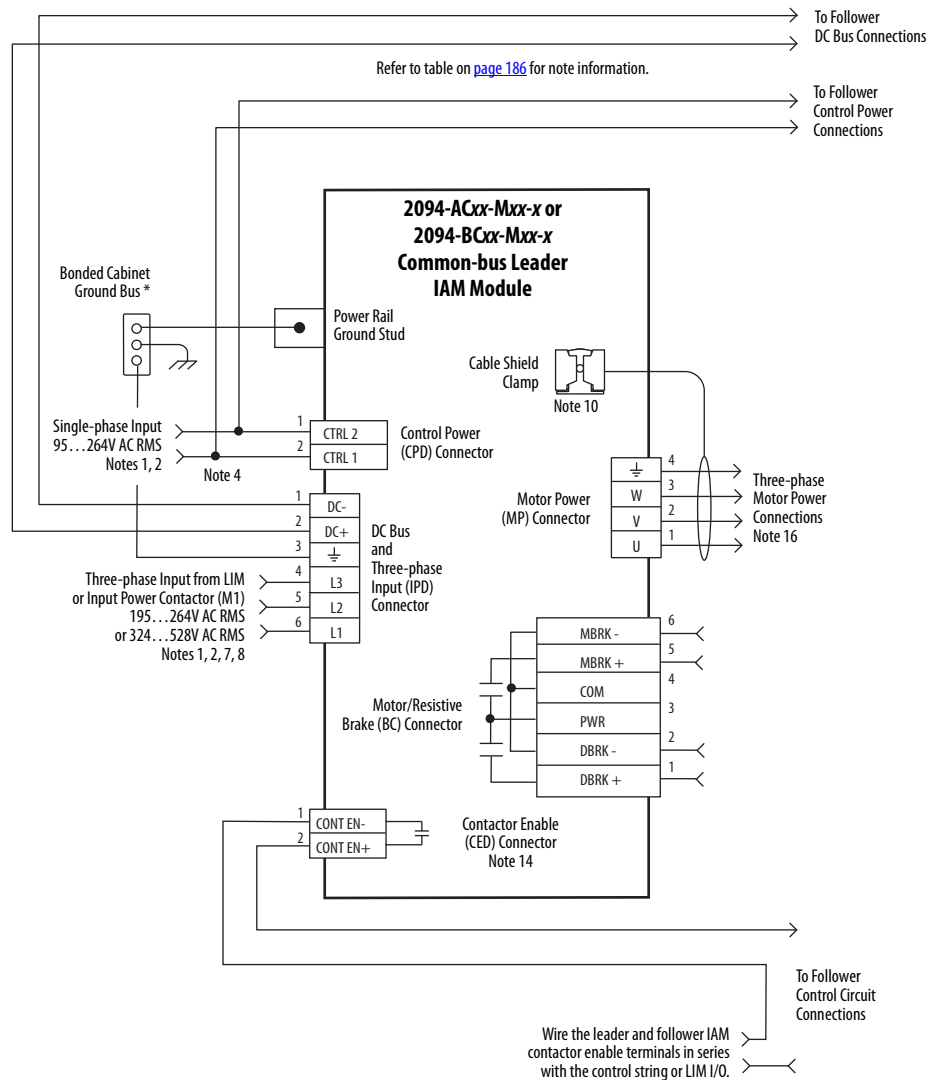 To Follower
DC Bus Connections
Refer to table on page 186 for note information.
To Follower
Control Power
Connections
2094-ACxx-Mxx-x or
2094-BCxx-Mxx-x
Common-bus Leader
IAM Module
Bonded Cabinet
Ground Bus *
Power Rail
Ground Stud
Cable Shield
Clamp
Note 10
Single-phase Input
95…264V AC RMS
Notes 1, 2
Note 4
1
CTRL 2
2
CTRL 1
Control Power
(CPD) Connector
1
DC-
2
DC+
3
4
L3
5
L2
6
L1
DC Bus
and
Three-phase
Input (IPD)
Connector
Three-phase Input from LIM
or Input Power Contactor (M1)
195…264V AC RMS
or 324…528V AC RMS
Notes 1, 2, 7, 8
Motor Power
(MP) Connector
4
W
3
V
2
U
1
Three-phase
Motor Power
Connections
Note 16
Motor/Resistive
Brake (BC) Connector
MBRK -
6
MBRK +
5
COM
4
PWR
3
DBRK -
2
DBRK +
1
1
CONT EN-
2
CONT EN+
Contactor Enable
(CED) Connector
Note 14
To Follower
Control Circuit
Connections
Wire the leader and follower IAM
contactor enable terminals in series
with the control string or LIM I/O.